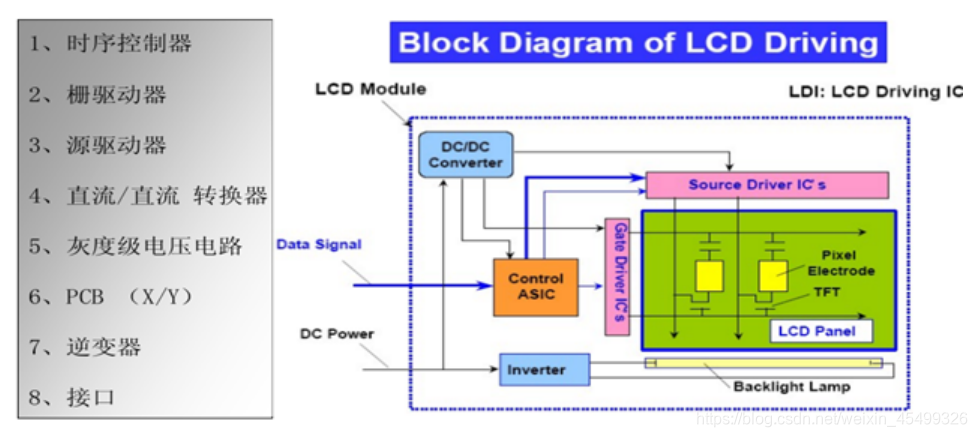 1、时序控制器
2、栅驱动器
3、源驱动器
4、直流/直流 转换器
5、灰度级电压电路
6、PCB （X/Y）
7、逆变器
8、接口
Block Diagram of LCD Driving
LCD Module
LDI: LCD Driving IC
DC/DC
Converter
Source Driver IC's
Data Signal
Gate Driver IC's
Control
ASIC
Pixel
Electrode
TFT
LCD Panel
DC Power
Inverter
Backlight Lamp
https://blog.csdn.net/weixin_45499326